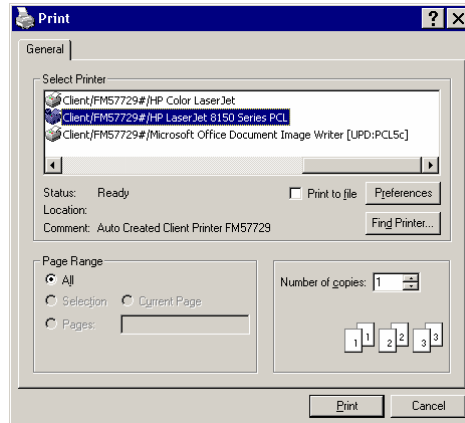 Print
General
Select Printer
Client/FM57729#/HP Color LaserJet
Client/FM57729#/HP LaserJet 8150 Series PCL
Client/FM57729#/Microsoft Office Document Image Writer [UPD:PCL5c]
Status: Ready
Print to file
Preferences
Location:
Comment: Auto Created Client Printer FM57729
Find Printer...
Page Range
All
Number of copies: 1
Selection Current Page
Pages:
1 1 2 2 3 3
Print Cancel